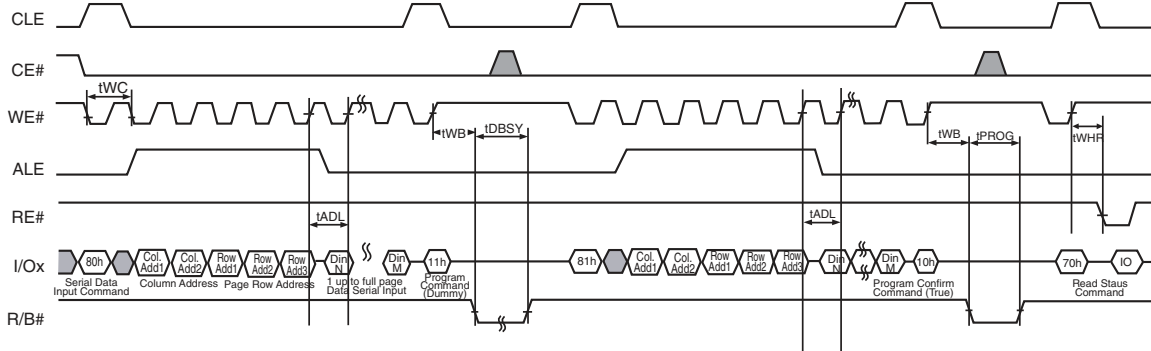 CLE
CE#
tWC
WE#
tWB
tDBSY
tWB
tPROG
tWHR
ALE
RE#
tADL
tADL
I/Ox
80h
Col. Add1
Col. Add2
Row Add1
Row Add2
Row Add3
Din N
Din M
11h
81h
Col. Add1
Col. Add2
Row Add1
Row Add2
Row Add3
Din N
Din M
10h
70h
IO
Serial Data
Input Command
Column Address
Page Row Address
1 up to full page
Data Serial Input
Program
Command
(Dummy)
Program Confirm
Command (True)
Read Staus
Command
R/B#